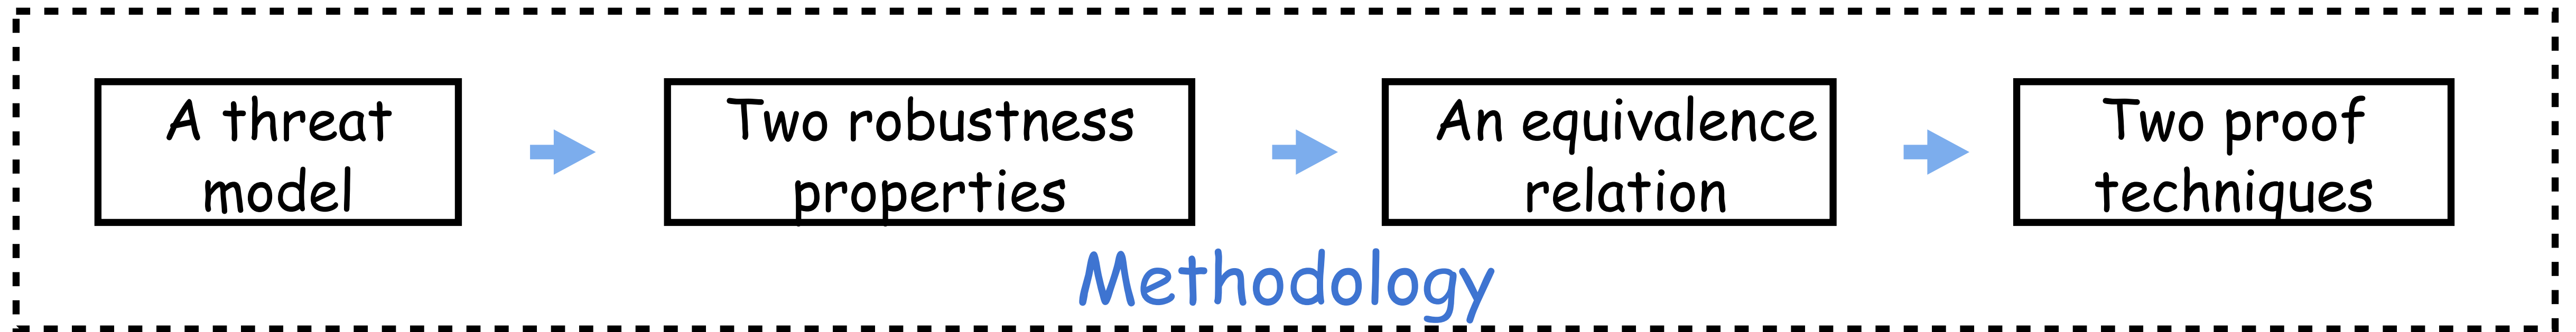 A threat
model
Two robustness
properties
An equivalence
relation
Two proof
techniques
Methodology